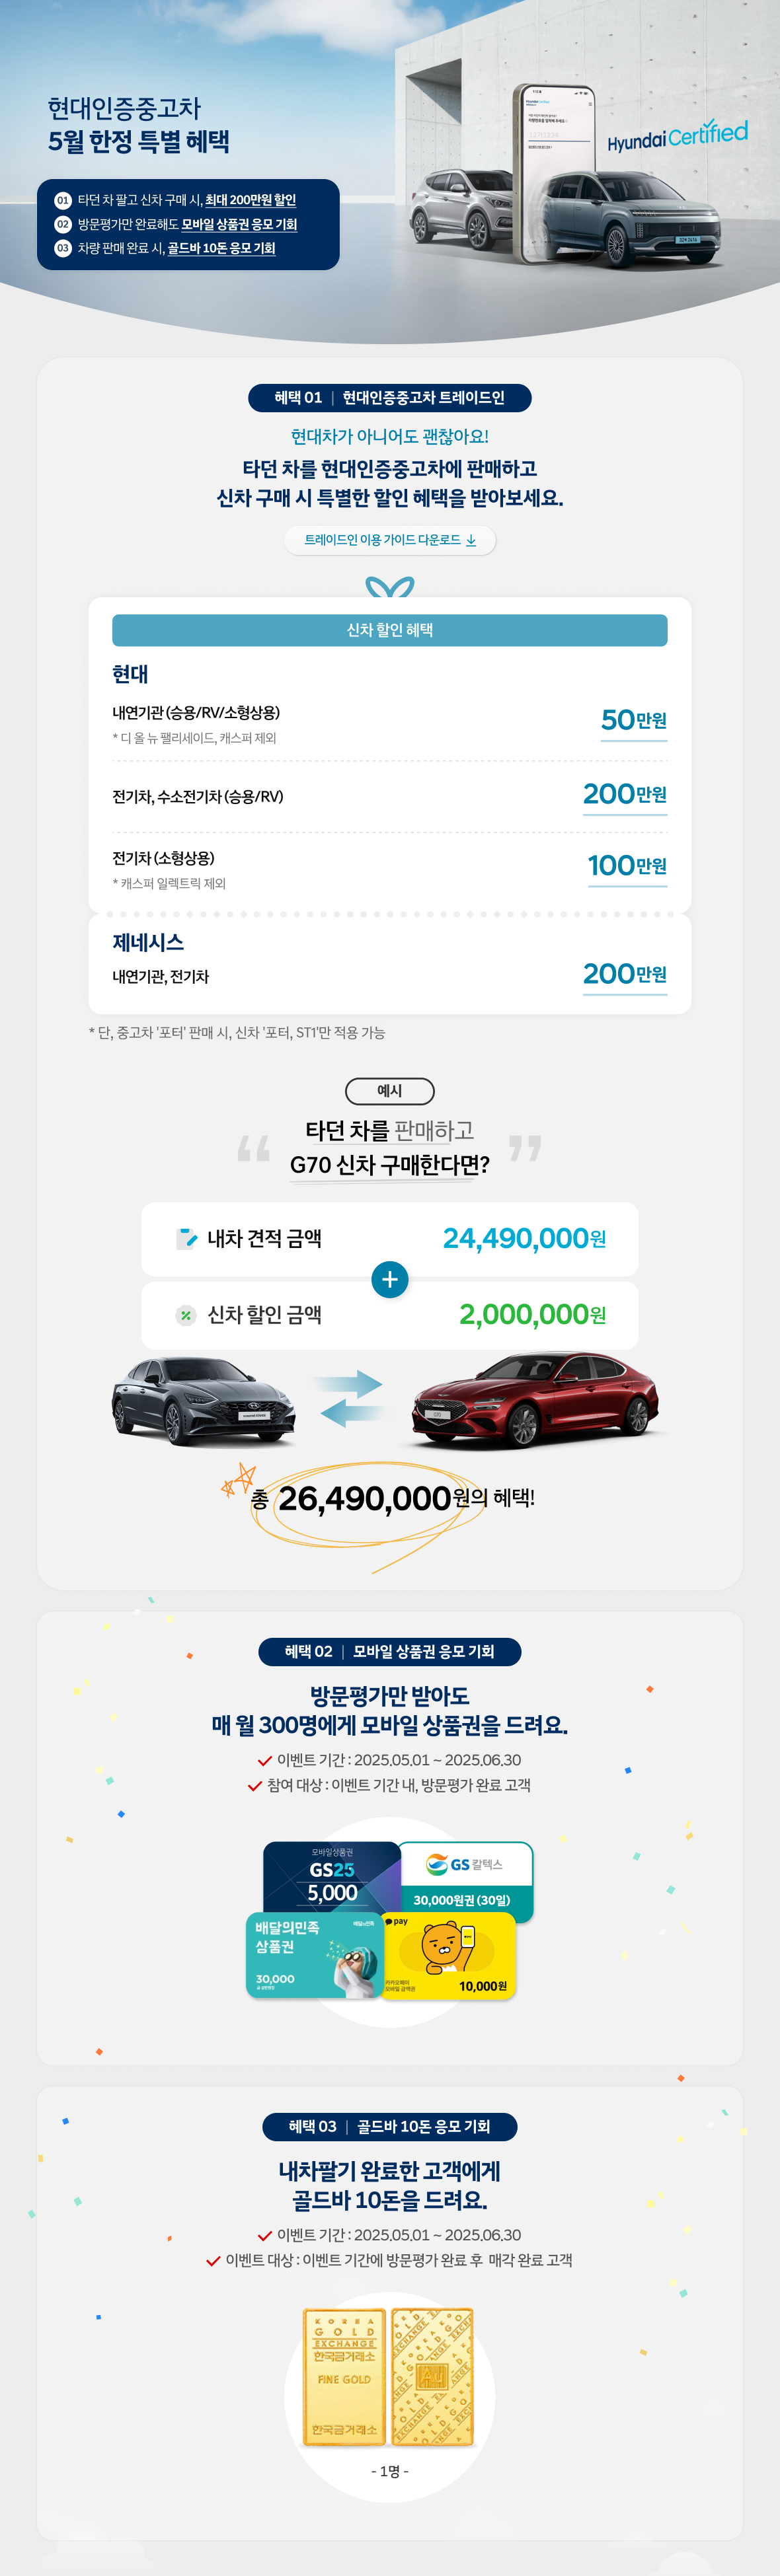 현대인증중고차
5월 한정 특별 혜택
01 타던 차 팔고 신차 구매 시, 최대 200만원 할인
02 방문평가만 완료해도 모바일 상품권 응모 기회
03 차량 판매 완료 시, 골드바 10돈 응모 기회
Hyundai Certified
혜택 01 | 현대인증중고차 트레이드인
현대차가 아니어도 괜찮아요!
타던 차를 현대인증중고차에 판매하고
신차 구매 시 특별한 할인 혜택을 받아보세요.
트레이드인 이용 가이드 다운로드
신차 할인 혜택
현대
내연기관 (승용/RV/소형상용)
* 디 올 뉴 팰리세이드, 캐스퍼 제외
50만원
전기차, 수소전기차 (승용/RV)
200만원
전기차 (소형상용)
* 캐스퍼 일렉트릭 제외
100만원
제네시스
내연기관, 전기차
200만원
* 단, 중고차 '포터' 판매 시, 신차 '포터, ST1'만 적용 가능
예시
“ 타던 차를 판매하고
G70 신차 구매한다면? ”
내차 견적 금액 24,490,000원
+
신차 할인 금액 2,000,000원
G70
총 26,490,000원의 혜택!
혜택 02 | 모바일 상품권 응모 기회
방문평가만 받아도
매 월 300명에게 모바일 상품권을 드려요.
이벤트 기간 : 2025.05.01 ~ 2025.06.30
참여 대상 : 이벤트 기간 내, 방문평가 완료 고객
모바일상품권
GS25
5,000
GS 칼텍스
30,000원권 (30일)
배달의민족
상품권
배달의민족
30,000
pay
카카오페이
모바일 금액권
10,000원
혜택 03 | 골드바 10돈 응모 기회
내차팔기 완료한 고객에게
골드바 10돈을 드려요.
이벤트 기간 : 2025.05.01 ~ 2025.06.30
이벤트 대상 : 이벤트 기간에 방문평가 완료 후 매각 완료 고객
KOREA
GOLD
EXCHANGE
한국금거래소
FINE GOLD
한국금거래소
- 1명 -